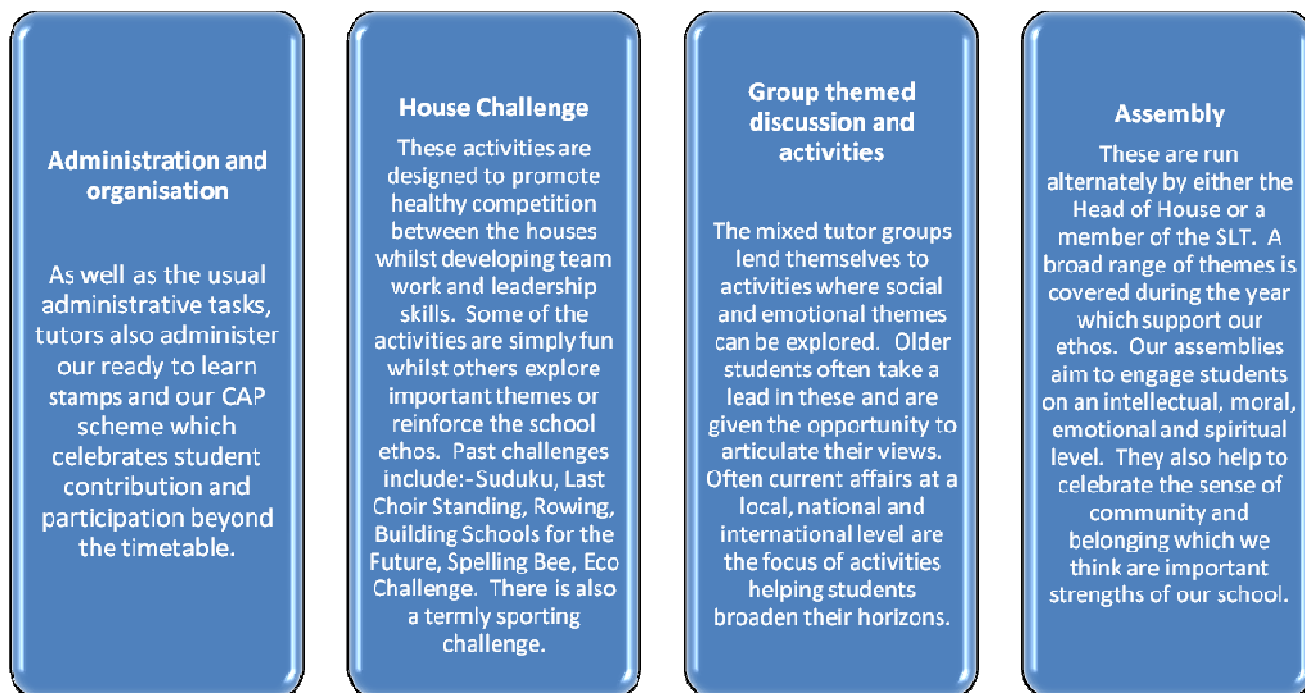 Administration and
organisation
As well as the usual
administrative tasks,
tutors also administer
our ready to learn
stamps and our CAP
scheme which
celebrates student
contribution and
participation beyond
the timetable.
House Challenge
These activities are
designed to promote
healthy competition
between the houses
whilst developing team
work and leadership
skills.  Some of the
activities are simply fun
whilst others explore
important themes or
reinforce the school
ethos.  Past challenges
include:-Suduku, Last
Choir Standing, Rowing,
Building Schools for the
Future, Spelling Bee, Eco
Challenge.  There is also
a termly sporting
challenge.
Group themed
discussion and
activities
The mixed tutor groups
lend themselves to
activities where social
and emotional themes
can be explored.  Older
students often take a
lead in these and are
given the opportunity to
articulate their views.
Often current affairs at a
local, national and
international level are
the focus of activities
helping students
broaden their horizons.
Assembly
These are run
alternately by either the
Head of House or a
member of the SLT.  A
broad range of themes is
covered during the year
which support our
ethos.  Our assemblies
aim to engage students
on an intellectual, moral,
emotional and spiritual
level.  They also help to
celebrate the sense of
community and
belonging which we
think are important
strengths of our school.